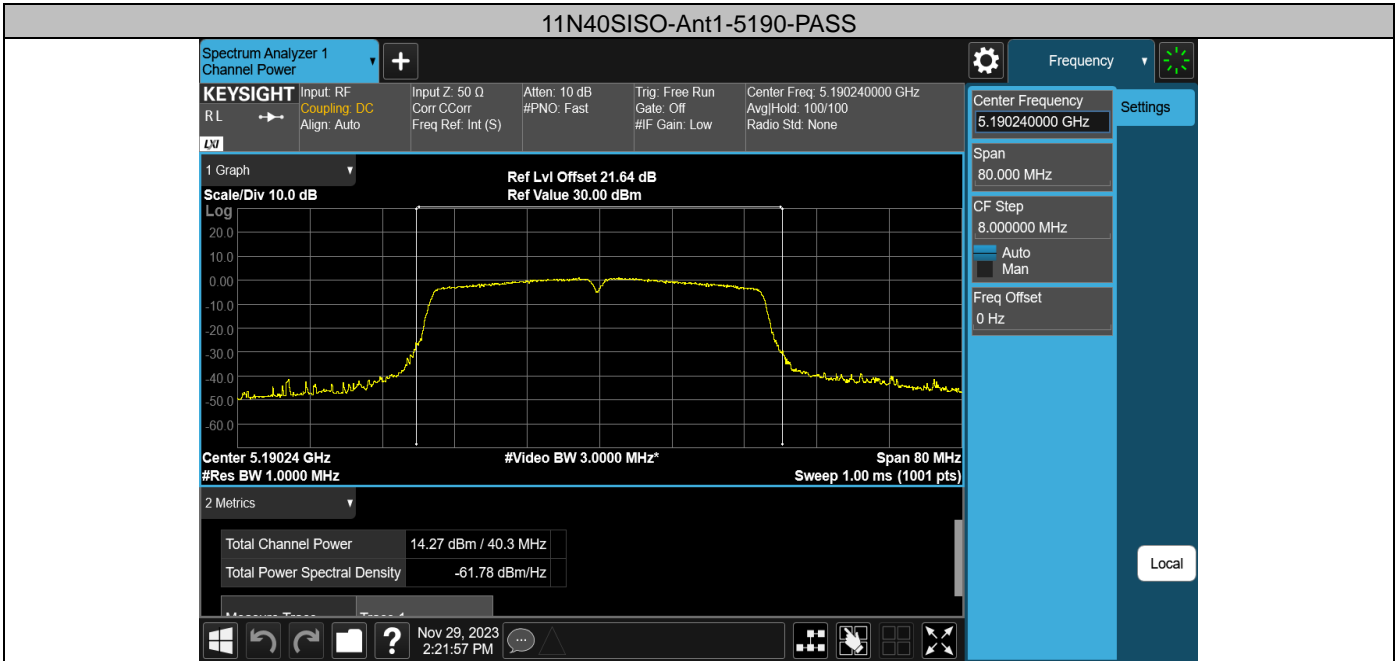 11N40SISO-Ant1-5190-PASS
Spectrum Analyzer 1
Channel Power
Frequency
KEYSIGHT
Input: RF
Coupling: DC
Align: Auto
Input Z: 50 Ω
Corr CCorr
Freq Ref: Int (S)
Atten: 10 dB
#PNO: Fast
Trig: Free Run
Gate: Off
#IF Gain: Low
Center Freq: 5.190240000 GHz
Avg|Hold: 100/100
Radio Std: None
RL
LXI
Center Frequency
5.190240000 GHz
Settings
Span
80.000 MHz
CF Step
8.000000 MHz
Auto
Man
Freq Offset
0 Hz
Local
1 Graph
Scale/Div 10.0 dB
Ref Lvl Offset 21.64 dB
Ref Value 30.00 dBm
Log
20.0
10.0
0.00
-10.0
-20.0
-30.0
-40.0
-50.0
-60.0
Center 5.19024 GHz
#Video BW 3.0000 MHz*
Span 80 MHz
#Res BW 1.0000 MHz
Sweep 1.00 ms (1001 pts)
2 Metrics
Total Channel Power 14.27 dBm / 40.3 MHz
Total Power Spectral Density -61.78 dBm/Hz
Nov 29, 2023
2:21:57 PM